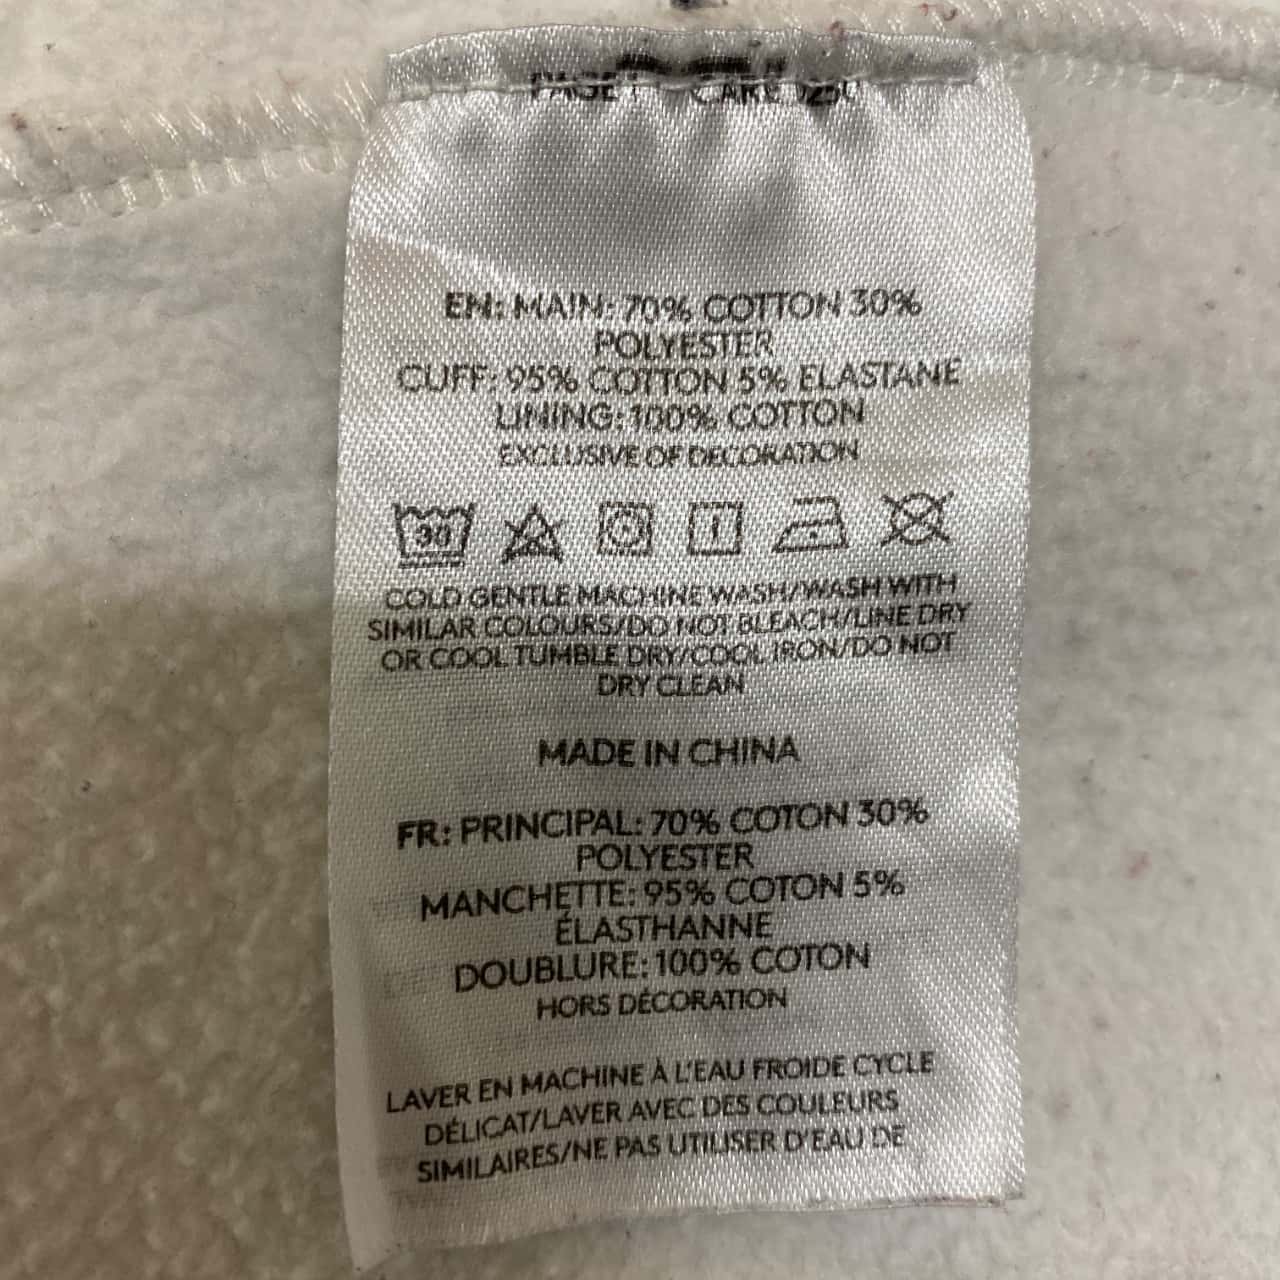 PAGE 1 CARE
EN: MAIN: 70% COTTON 30%
POLYESTER
CUFF: 95% COTTON 5% ELASTANE
LINING: 100% COTTON
EXCLUSIVE OF DECORATION
30
COLD GENTLE MACHINE WASH/WASH WITH
SIMILAR COLOURS/DO NOT BLEACH/LINE DRY
OR COOL TUMBLE DRY/COOL IRON/DO NOT
DRY CLEAN
MADE IN CHINA
FR: PRINCIPAL: 70% COTON 30%
POLYESTER
MANCHETTE: 95% COTON 5%
ÉLASTHANNE
DOUBLURE: 100% COTON
HORS DÉCORATION
LAVER EN MACHINE À L'EAU FROIDE CYCLE
DÉLICAT/LAVER AVEC DES COULEURS
SIMILAIRES/NE PAS UTILISER D'EAU DE